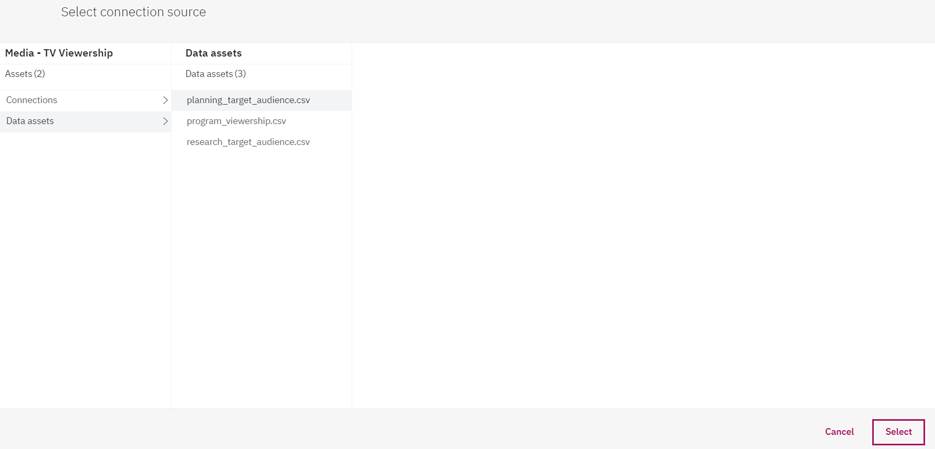 Select connection source
Media - TV Viewership
Assets (2)
Connections
Data assets
Data assets
Data assets (3)
planning_target_audience.csv
program_viewership.csv
research_target_audience.csv
Cancel
Select